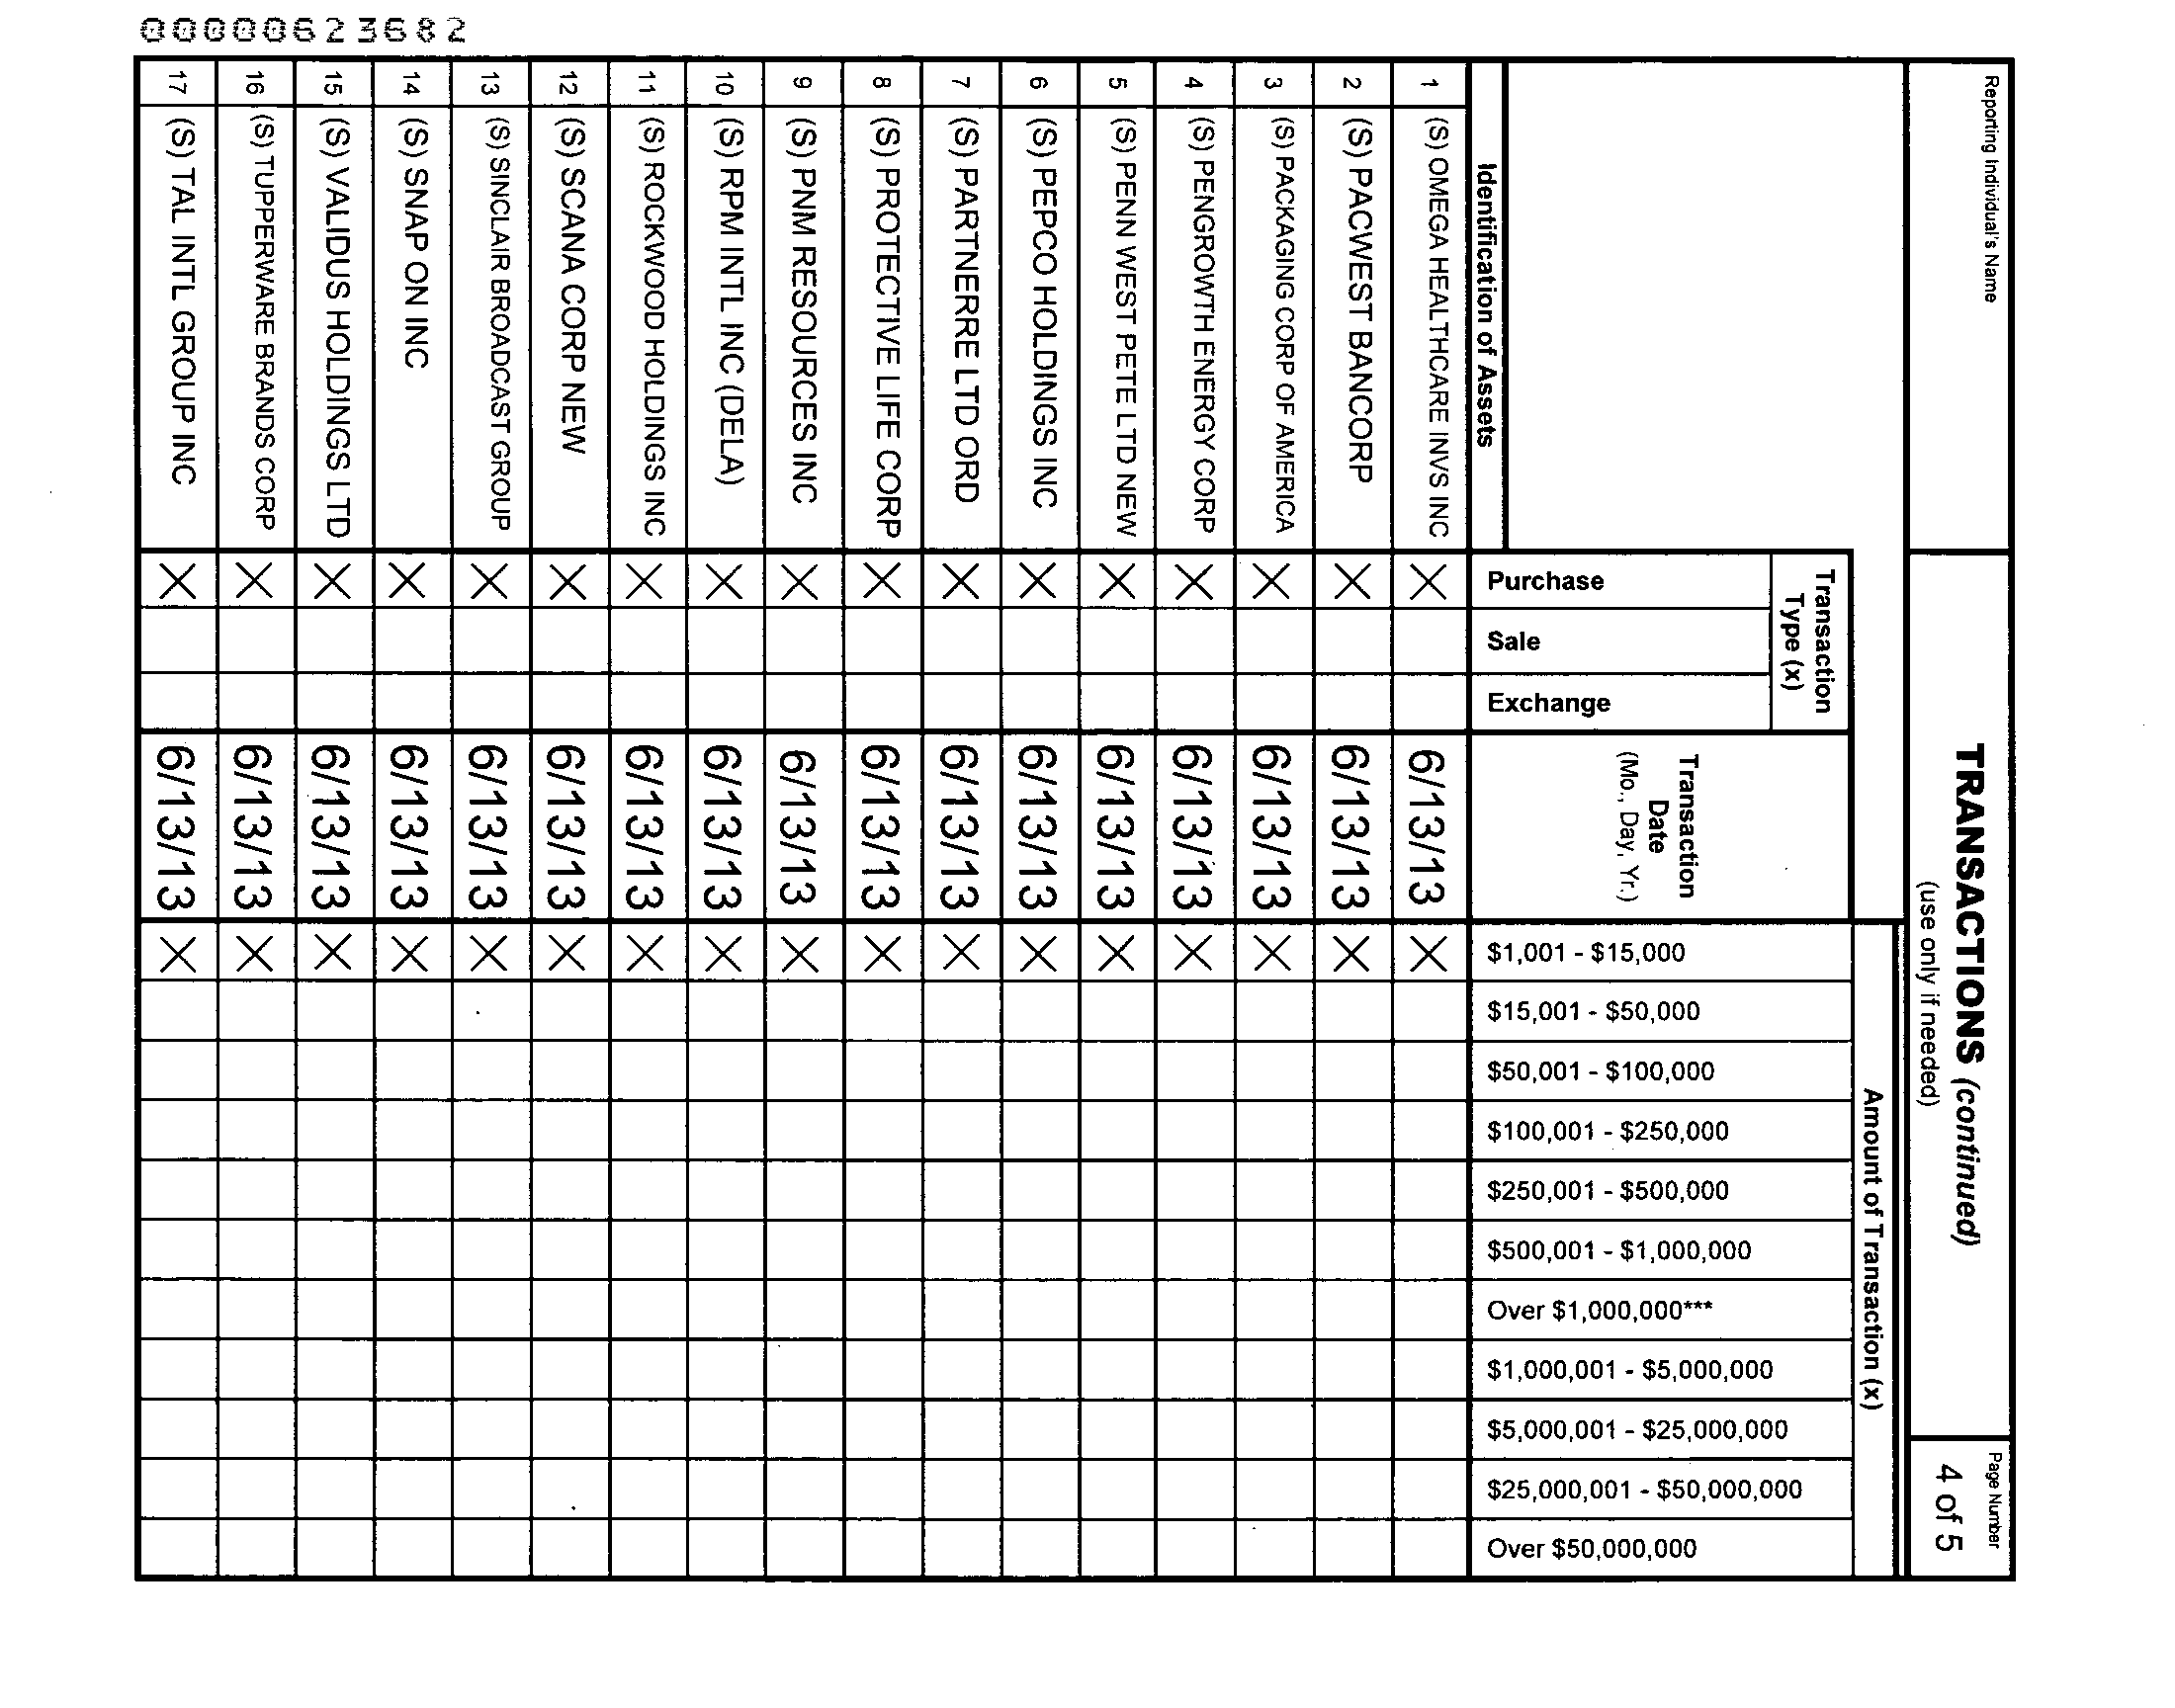 00000623682
Reporting Individual's Name
TRANSACTIONS (continued)
(use only if needed)
Page Number
4 of 5
Identification of Assets
Transaction
Type (x)
Purchase
Sale
Exchange
Transaction
Date
(Mo., Day, Yr.)
Amount of Transaction (x)
$1,001 - $15,000
$15,001 - $50,000
$50,001 - $100,000
$100,001 - $250,000
$250,001 - $500,000
$500,001 - $1,000,000
Over $1,000,000***
$1,000,001 - $5,000,000
$5,000,001 - $25,000,000
$25,000,001 - $50,000,000
Over $50,000,000
1 (S) OMEGA HEALTHCARE INVS INC X 6/13/13 X
2 (S) PACWEST BANCORP X 6/13/13 X
3 (S) PACKAGING CORP OF AMERICA X 6/13/13 X
4 (S) PENGROWTH ENERGY CORP X 6/13/13 X
5 (S) PENN WEST PETE LTD NEW X 6/13/13 X
6 (S) PEPCO HOLDINGS INC X 6/13/13 X
7 (S) PARTNERRE LTD ORD X 6/13/13 X
8 (S) PROTECTIVE LIFE CORP X 6/13/13 X
9 (S) PNM RESOURCES INC X 6/13/13 X
10 (S) RPM INTL INC (DELA) X 6/13/13 X
11 (S) ROCKWOOD HOLDINGS INC X 6/13/13 X
12 (S) SCANA CORP NEW X 6/13/13 X
13 (S) SINCLAIR BROADCAST GROUP X 6/13/13 X
14 (S) SNAP ON INC X 6/13/13 X
15 (S) VALIDUS HOLDINGS LTD X 6/13/13 X
16 (S) TUPPERWARE BRANDS CORP X 6/13/13 X
17 (S) TAL INTL GROUP INC X 6/13/13 X